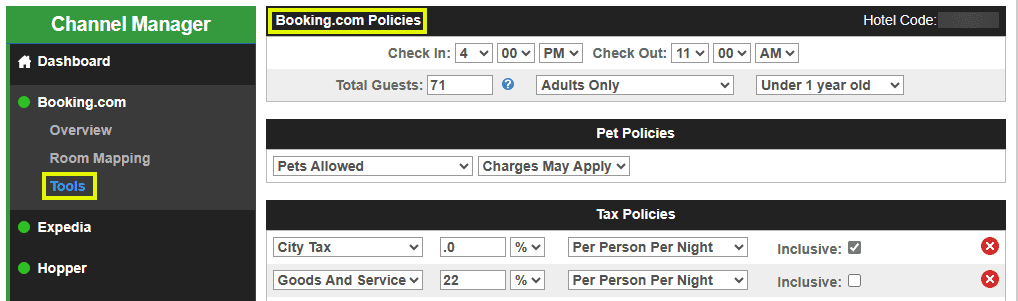 Channel Manager
Dashboard
Booking.com
Overview
Room Mapping
Tools
Expedia
Hopper
Booking.com Policies Hotel Code:
Check In: 4 00 PM Check Out: 11 00 AM
Total Guests: 71 ? Adults Only Under 1 year old
Pet Policies
Pets Allowed Charges May Apply
Tax Policies
City Tax .0 % Per Person Per Night Inclusive:
Goods And Service 22 % Per Person Per Night Inclusive: